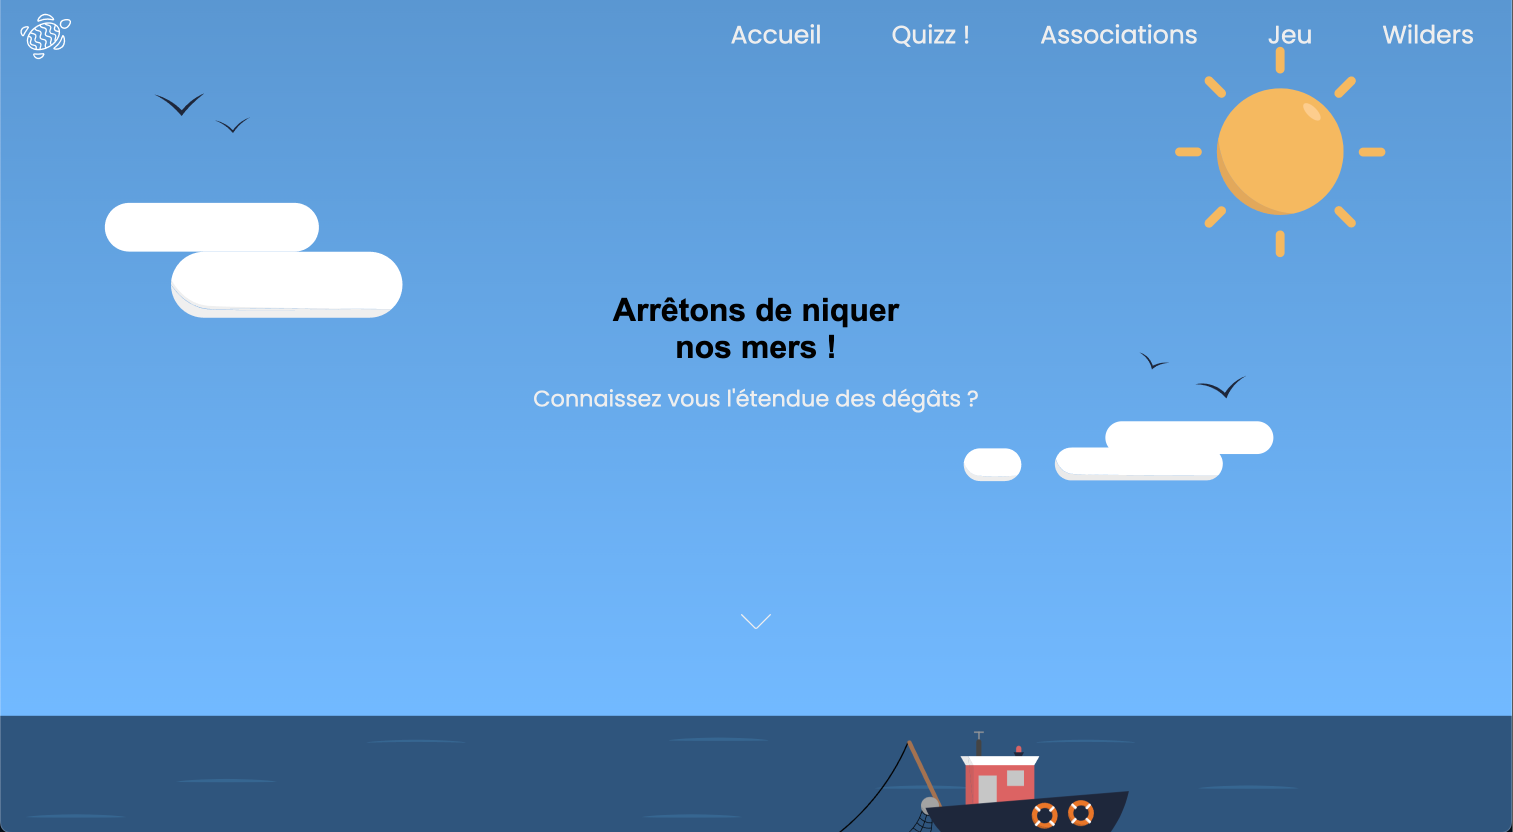 Accueil Quizz ! Associations Jeu Wilders
Arrêtons de niquer
nos mers !
Connaissez vous l'étendue des dégâts ?